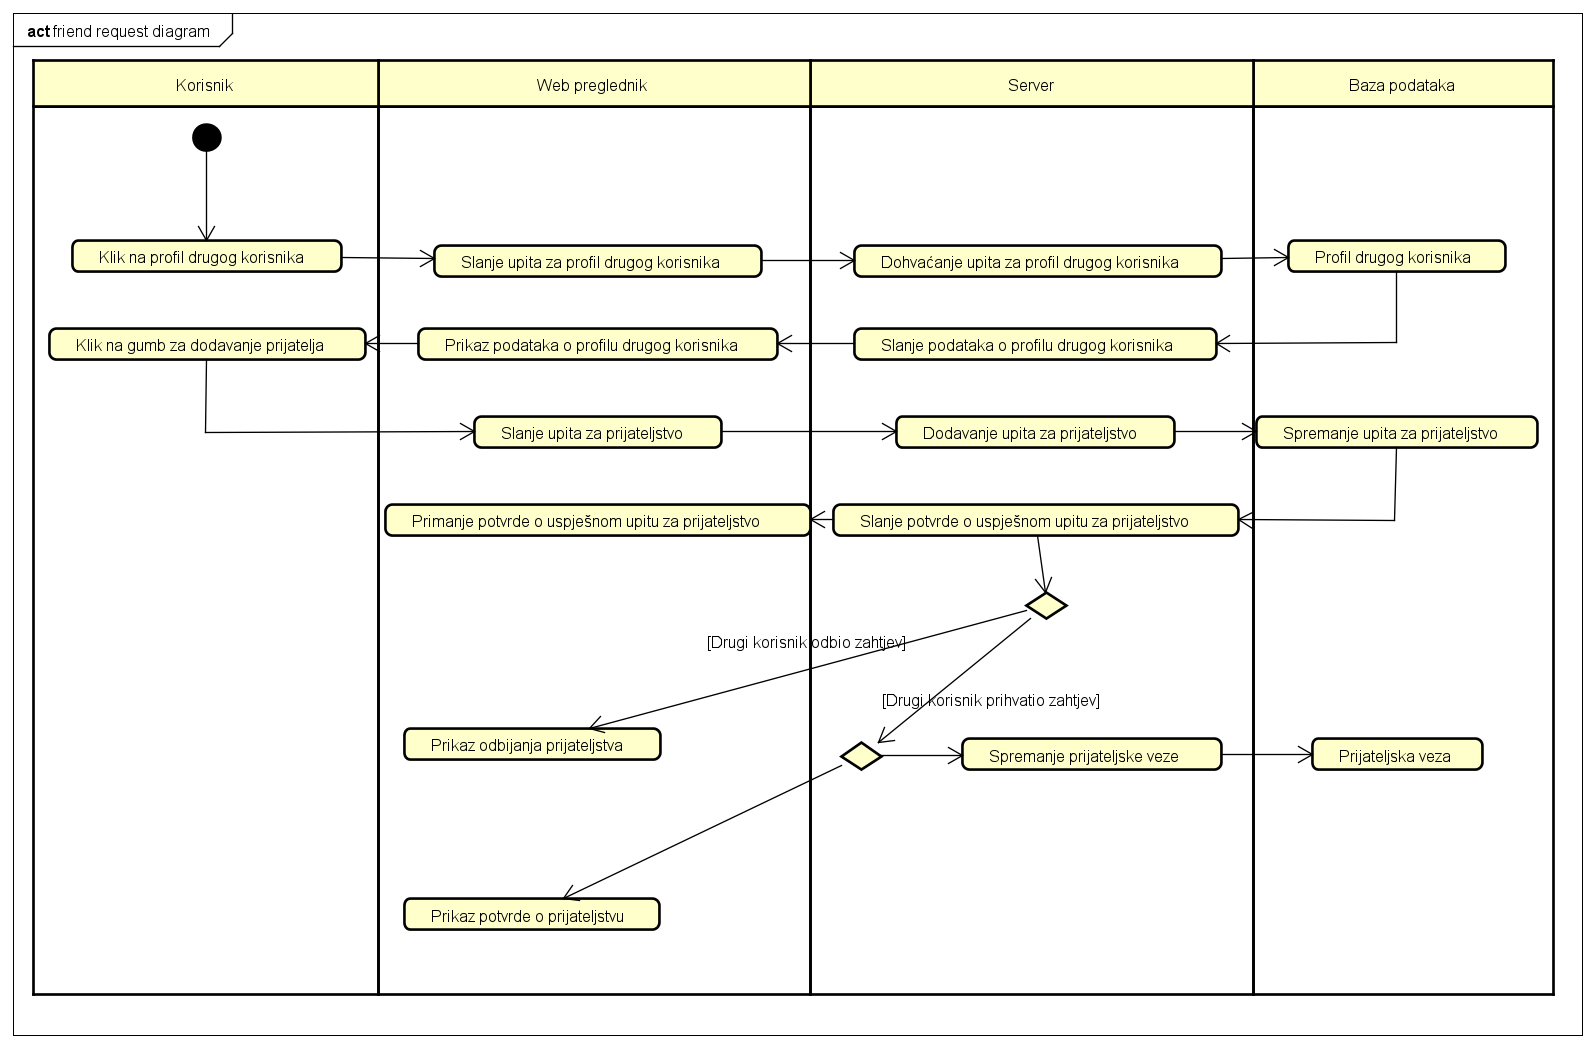 act friend request diagram
Korisnik
Web preglednik
Server
Baza podataka
Klik na profil drugog korisnika
Slanje upita za profil drugog korisnika
Dohvaćanje upita za profil drugog korisnika
Profil drugog korisnika
Klik na gumb za dodavanje prijatelja
Prikaz podataka o profilu drugog korisnika
Slanje podataka o profilu drugog korisnika
Slanje upita za prijateljstvo
Dodavanje upita za prijateljstvo
Spremanje upita za prijateljstvo
Primanje potvrde o uspješnom upitu za prijateljstvo
Slanje potvrde o uspješnom upitu za prijateljstvo
[Drugi korisnik odbio zahtjev]
[Drugi korisnik prihvatio zahtjev]
Prikaz odbijanja prijateljstva
Spremanje prijateljske veze
Prijateljska veza
Prikaz potvrde o prijateljstvu